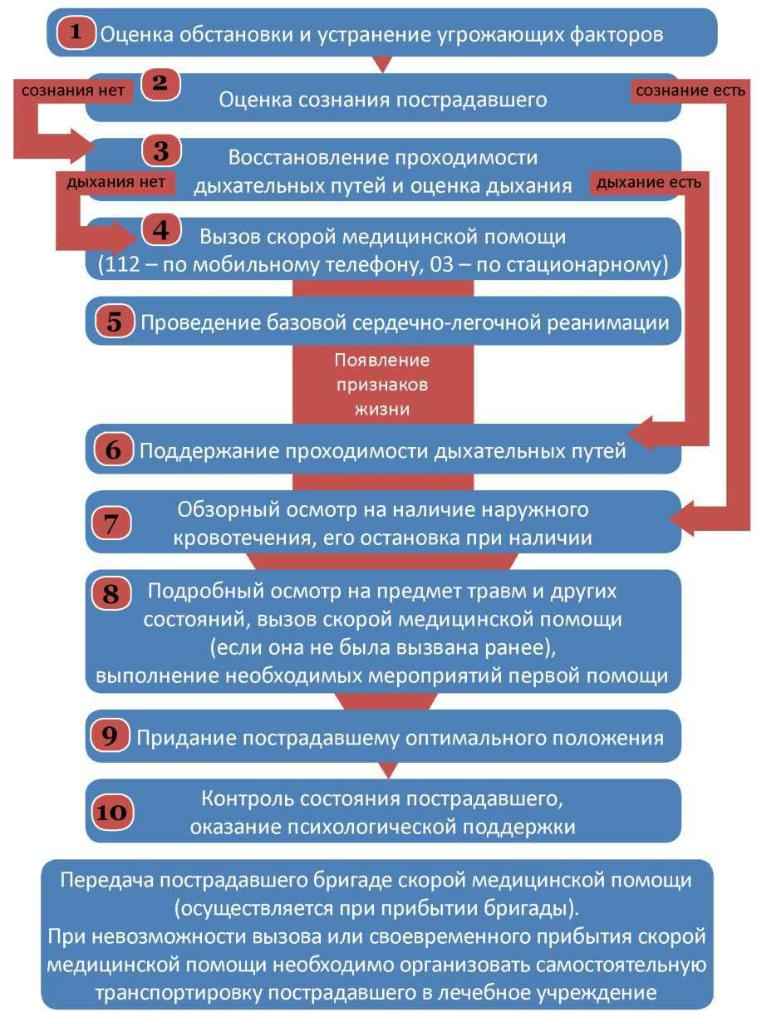 1 Оценка обстановки и устранение угрожающих факторов
сознания нет
2
Оценка сознания пострадавшего
сознание есть
3
Восстановление проходимости
дыхательных путей и оценка дыхания
дыхания нет
дыхание есть
4
Вызов скорой медицинской помощи
(112 – по мобильному телефону, 03 – по стационарному)
5 Проведение базовой сердечно-легочной реанимации
Появление
признаков
жизни
6 Поддержание проходимости дыхательных путей
7
Обзорный осмотр на наличие наружного
кровотечения, его остановка при наличии
8
Подробный осмотр на предмет травм и других
состояний, вызов скорой медицинской помощи
(если она не была вызвана ранее),
выполнение необходимых мероприятий первой помощи
9 Придание пострадавшему оптимального положения
10
Контроль состояния пострадавшего,
оказание психологической поддержки
Передача пострадавшего бригаде скорой медицинской помощи
(осуществляется при прибытии бригады).
При невозможности вызова или своевременного прибытия скорой
медицинской помощи необходимо организовать самостоятельную
транспортировку пострадавшего в лечебное учреждение